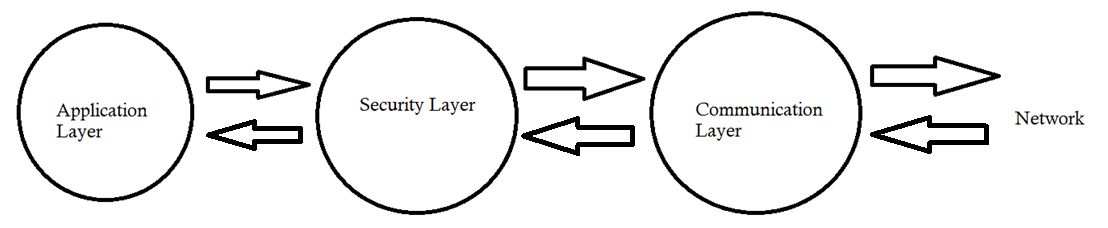 Application
Layer
Security Layer
Communication
Layer
Network